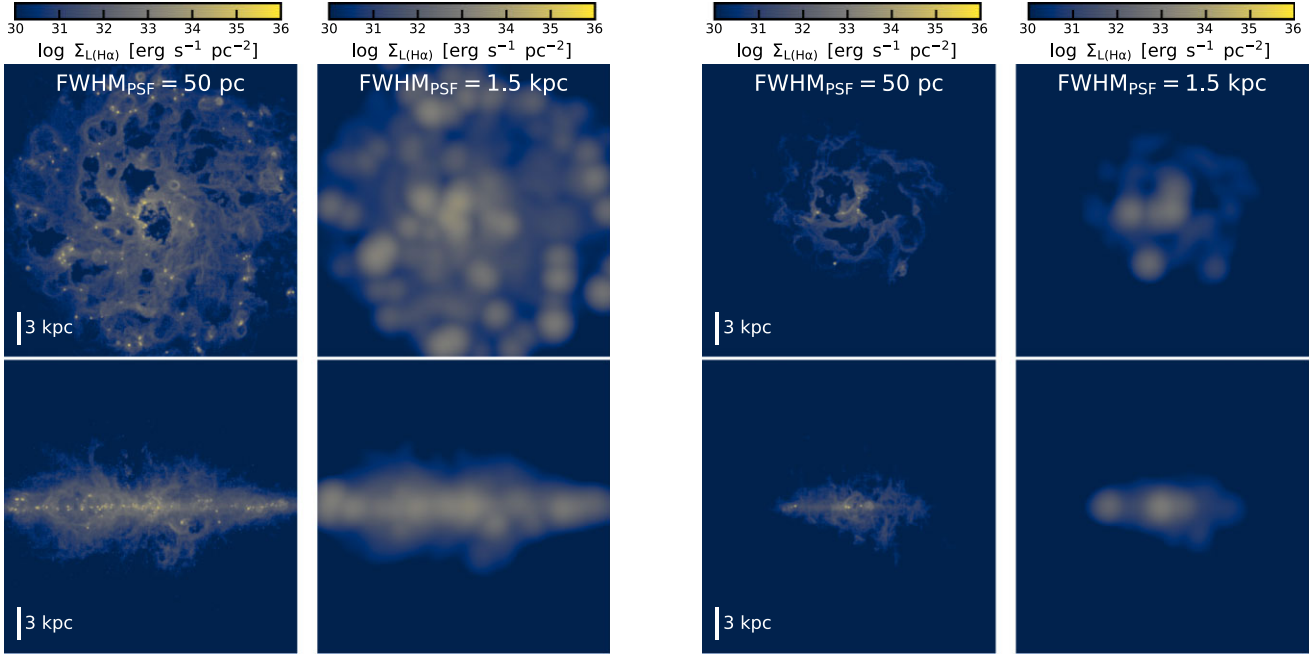 30 31 32 33 34 35 36
log Σ_L(Hα) [erg s⁻¹ pc⁻²]
FWHM_PSF = 50 pc
3 kpc
3 kpc
30 31 32 33 34 35 36
log Σ_L(Hα) [erg s⁻¹ pc⁻²]
FWHM_PSF = 1.5 kpc
30 31 32 33 34 35 36
log Σ_L(Hα) [erg s⁻¹ pc⁻²]
FWHM_PSF = 50 pc
3 kpc
3 kpc
30 31 32 33 34 35 36
log Σ_L(Hα) [erg s⁻¹ pc⁻²]
FWHM_PSF = 1.5 kpc